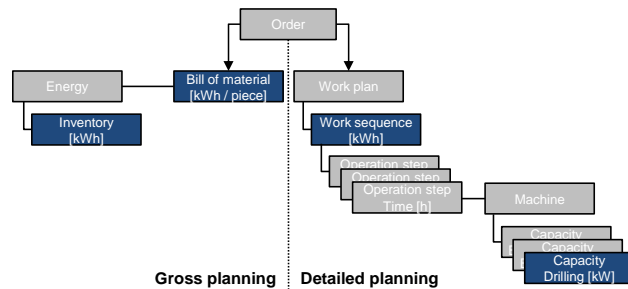 Order
Energy
Bill of material
[kWh / piece]
Work plan
Inventory
[kWh]
Work sequence
[kWh]
Operation step
Operation step
Operation step
Time [h]
Machine
Capacity
Capacity
Capacity
Drilling [kW]
Gross planning
Detailed planning